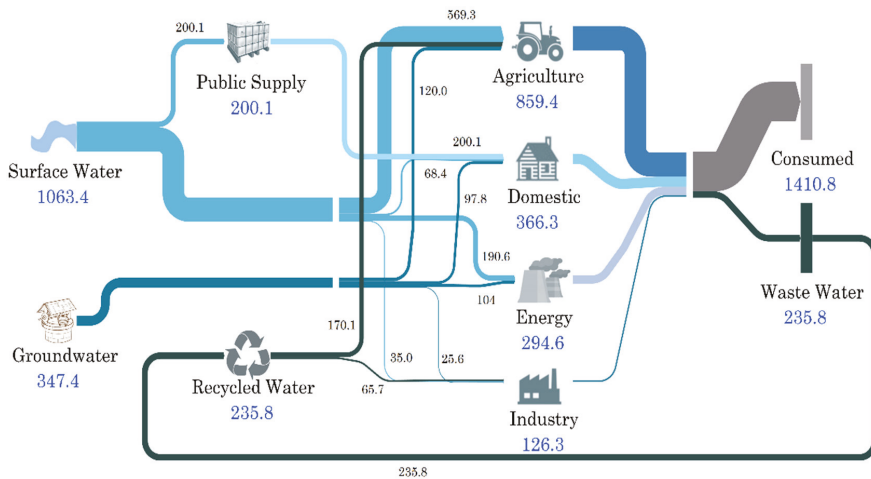 569.3
200.1
Public Supply
200.1
Agriculture
859.4
120.0
Surface Water
1063.4
200.1
68.4
97.8
Domestic
366.3
Consumed
1410.8
190.6
104
Energy
294.6
Waste Water
235.8
Groundwater
347.4
170.1
35.0
25.6
65.7
Recycled Water
235.8
Industry
126.3
235.8